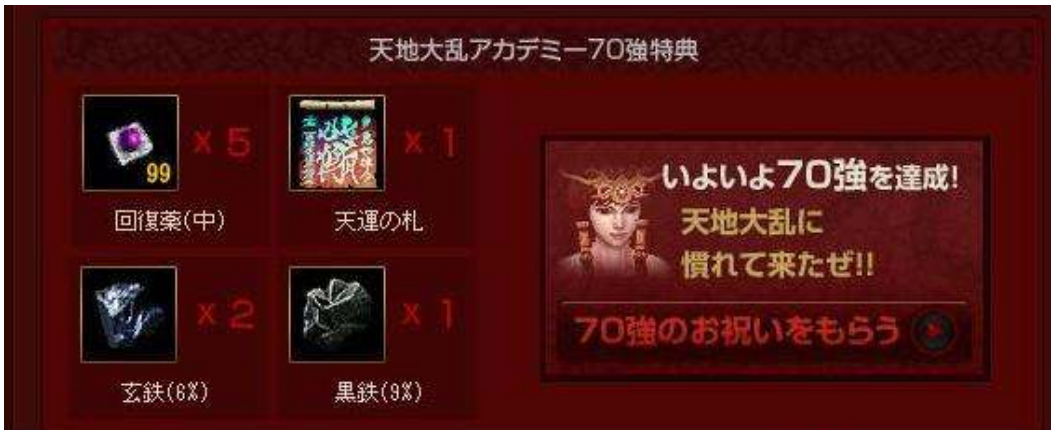 天地大乱アカデミー70強特典
99
x 5
x 1
回復薬(中)
天運の札
x 2
x 1
玄鉄(6%)
黒鉄(9%)
いよいよ70強を達成!
天地大乱に
慣れて来たぜ!!
70強のお祝いをもらう